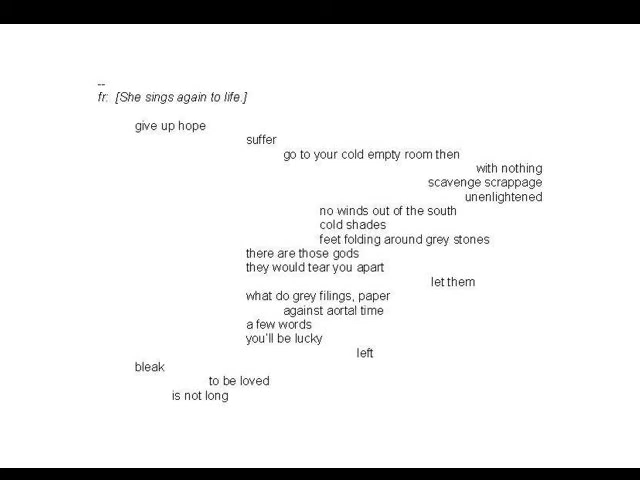 --
fr: [She sings again to life.]
give up hope
suffer
go to your cold empty room then
with nothing
scavenge scrappage
unenlightened
no winds out of the south
cold shades
feet folding around grey stones
there are those gods
they would tear you apart
let them
what do grey filings, paper
against aortal time
a few words
you'll be lucky
left
bleak
to be loved
is not long